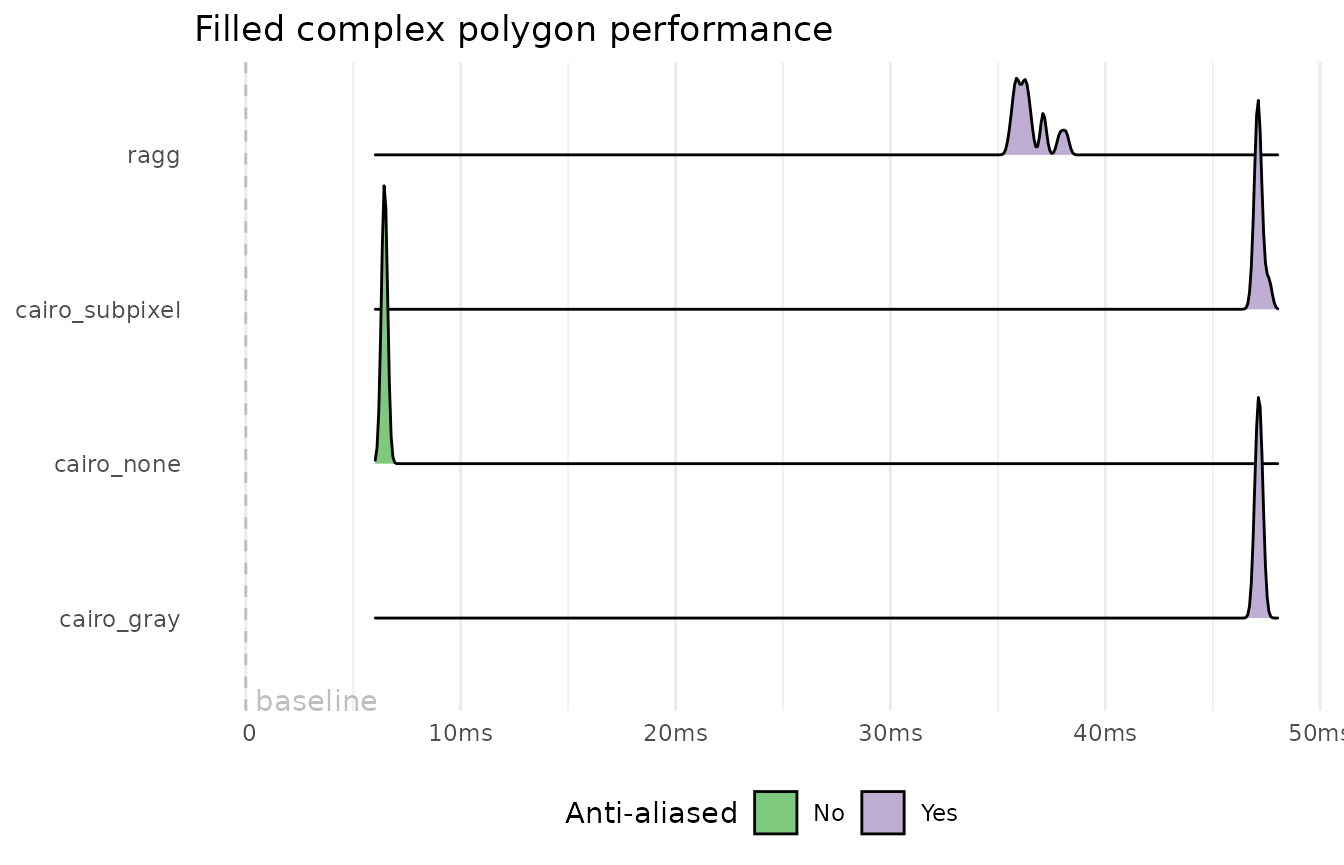 Filled complex polygon performance
ragg
cairo_subpixel
cairo_none
cairo_gray
baseline
0 10ms 20ms 30ms 40ms 50ms
Anti-aliased No Yes